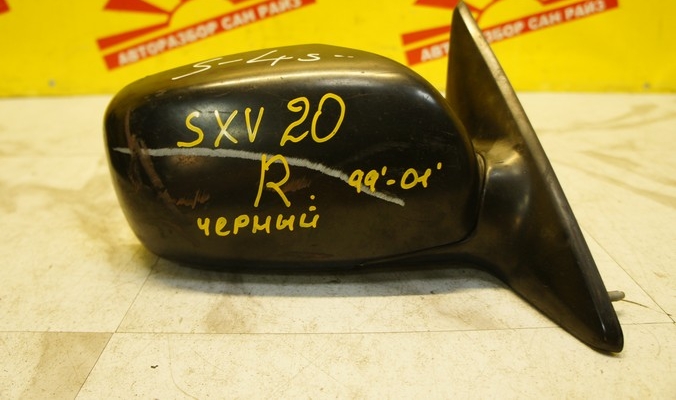 АВТОРАЗБОР САН РАЙЗ
АВТОРАЗБОР САН РАЙЗ
S-4s--
SXV 20
R. 99'-01'
черный